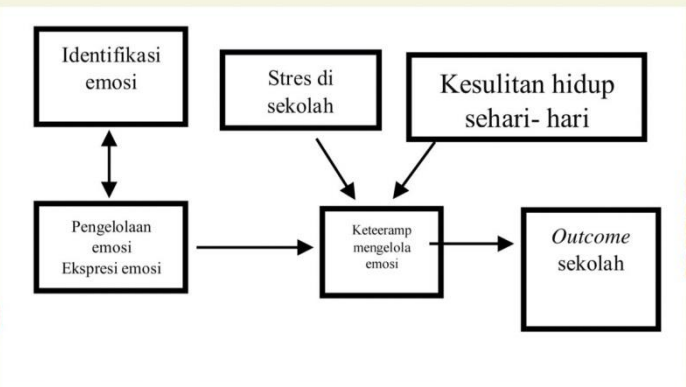 Identifikasi
emosi
Stres di
sekolah
Kesulitan hidup
sehari- hari
Pengelolaan
emosi
Ekspresi emosi
Keteeramp
mengelola
emosi
Outcome
sekolah